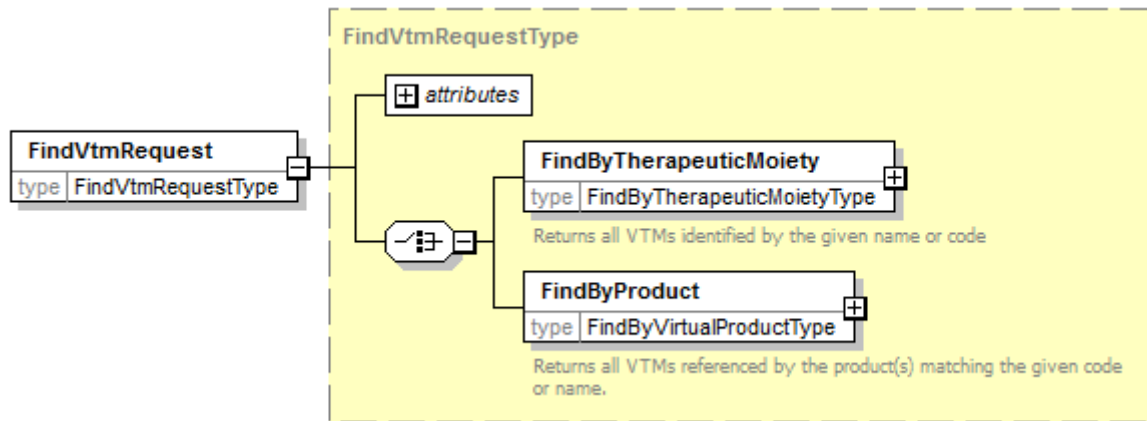 FindVtmRequestType
attributes
FindVtmRequest
type FindVtmRequestType
FindByTherapeuticMoiety
type FindByTherapeuticMoietyType
Returns all VTMs identified by the given name or code
FindByProduct
type FindByVirtualProductType
Returns all VTMs referenced by the product(s) matching the given code
or name.